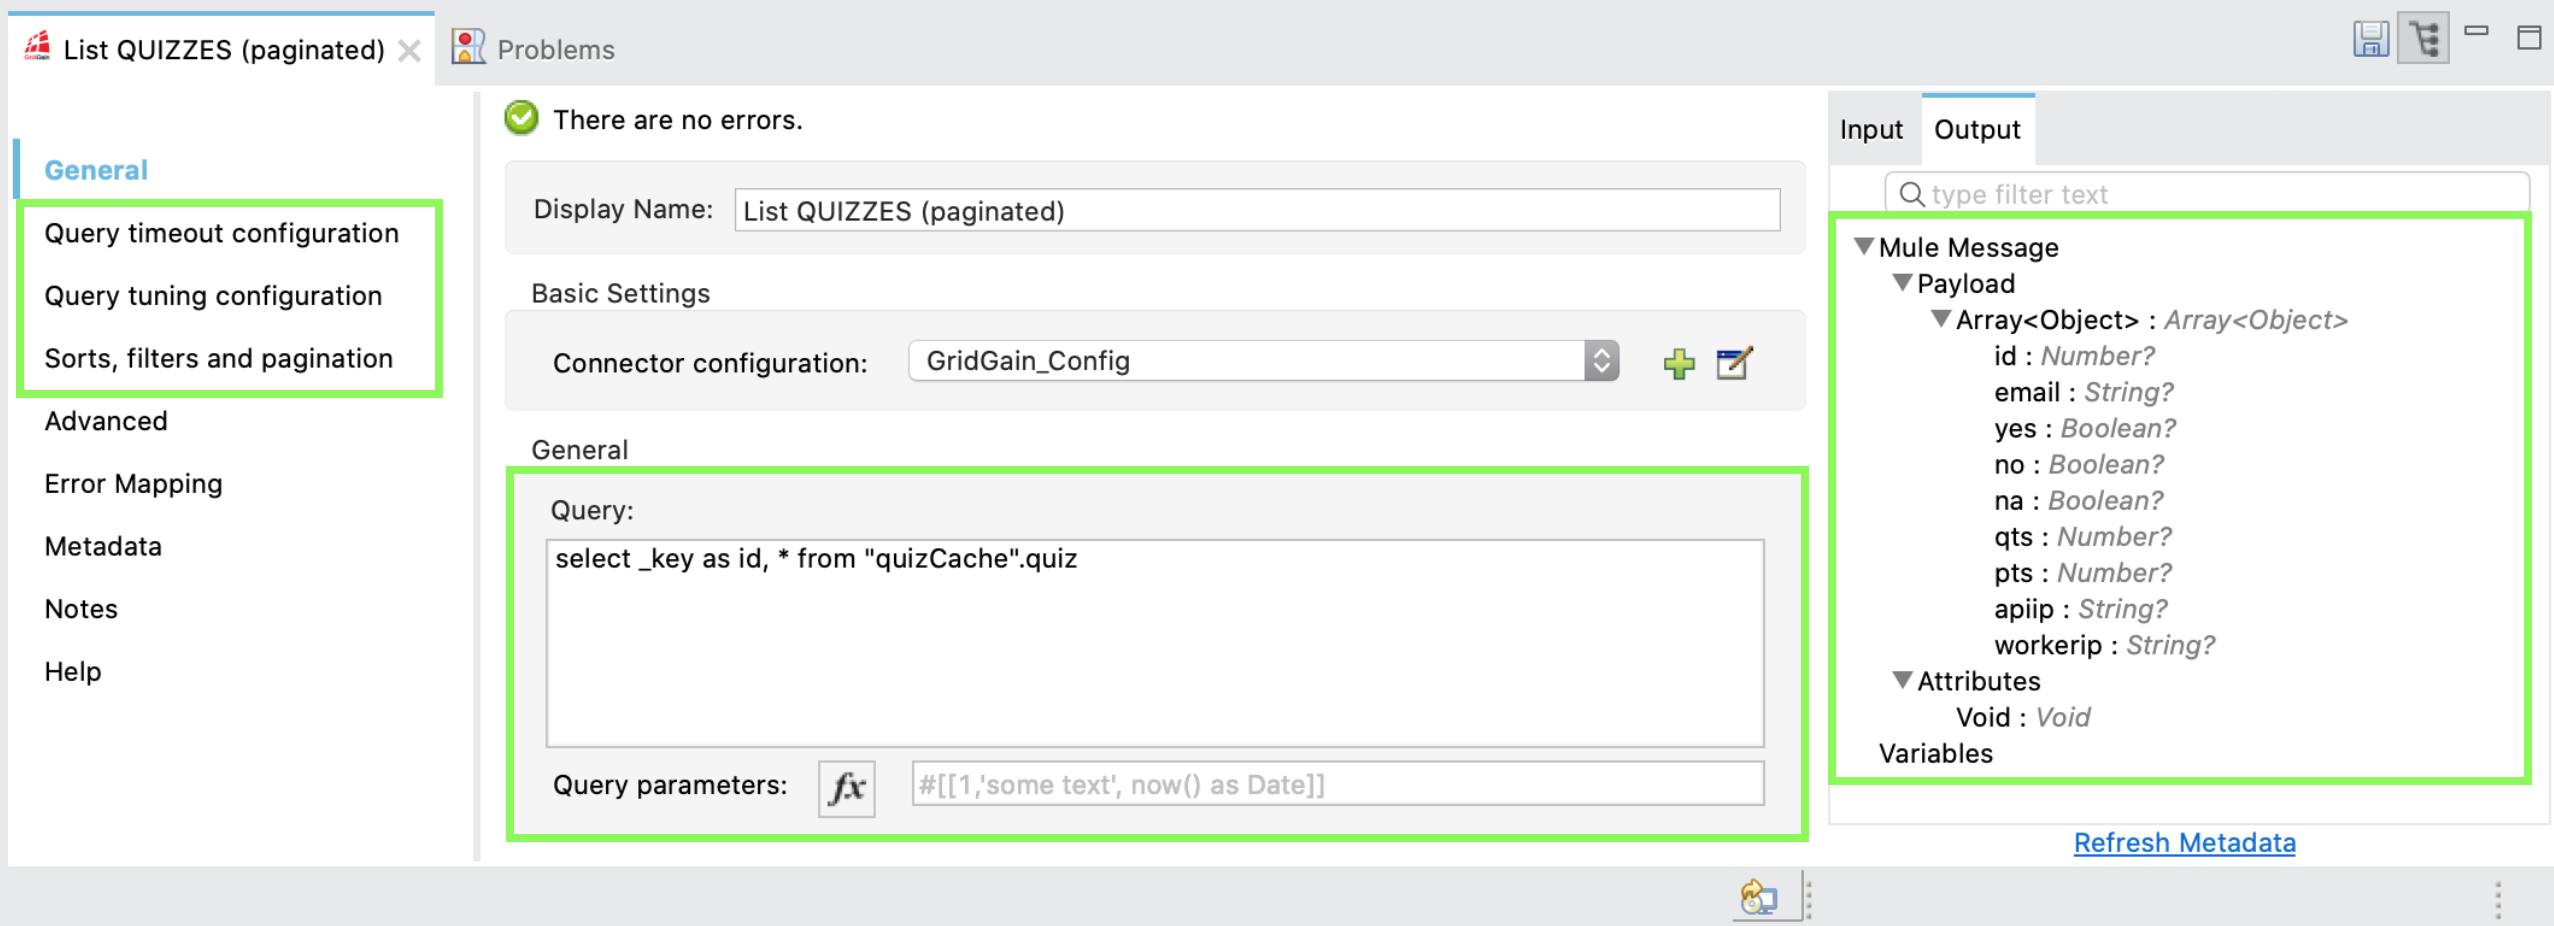 List QUIZZES (paginated)
Problems
General
Query timeout configuration
Query tuning configuration
Sorts, filters and pagination
Advanced
Error Mapping
Metadata
Notes
Help
There are no errors.
Display Name: List QUIZZES (paginated)
Basic Settings
Connector configuration: GridGain_Config
General
Query:
select _key as id, * from "quizCache".quiz
Query parameters: fx #[[1,'some text', now() as Date]]
Input Output
type filter text
Mule Message
Payload
Array<Object> : Array<Object>
id : Number?
email : String?
yes : Boolean?
no : Boolean?
na : Boolean?
qts : Number?
pts : Number?
apiip : String?
workerip : String?
Attributes
Void : Void
Variables
Refresh Metadata